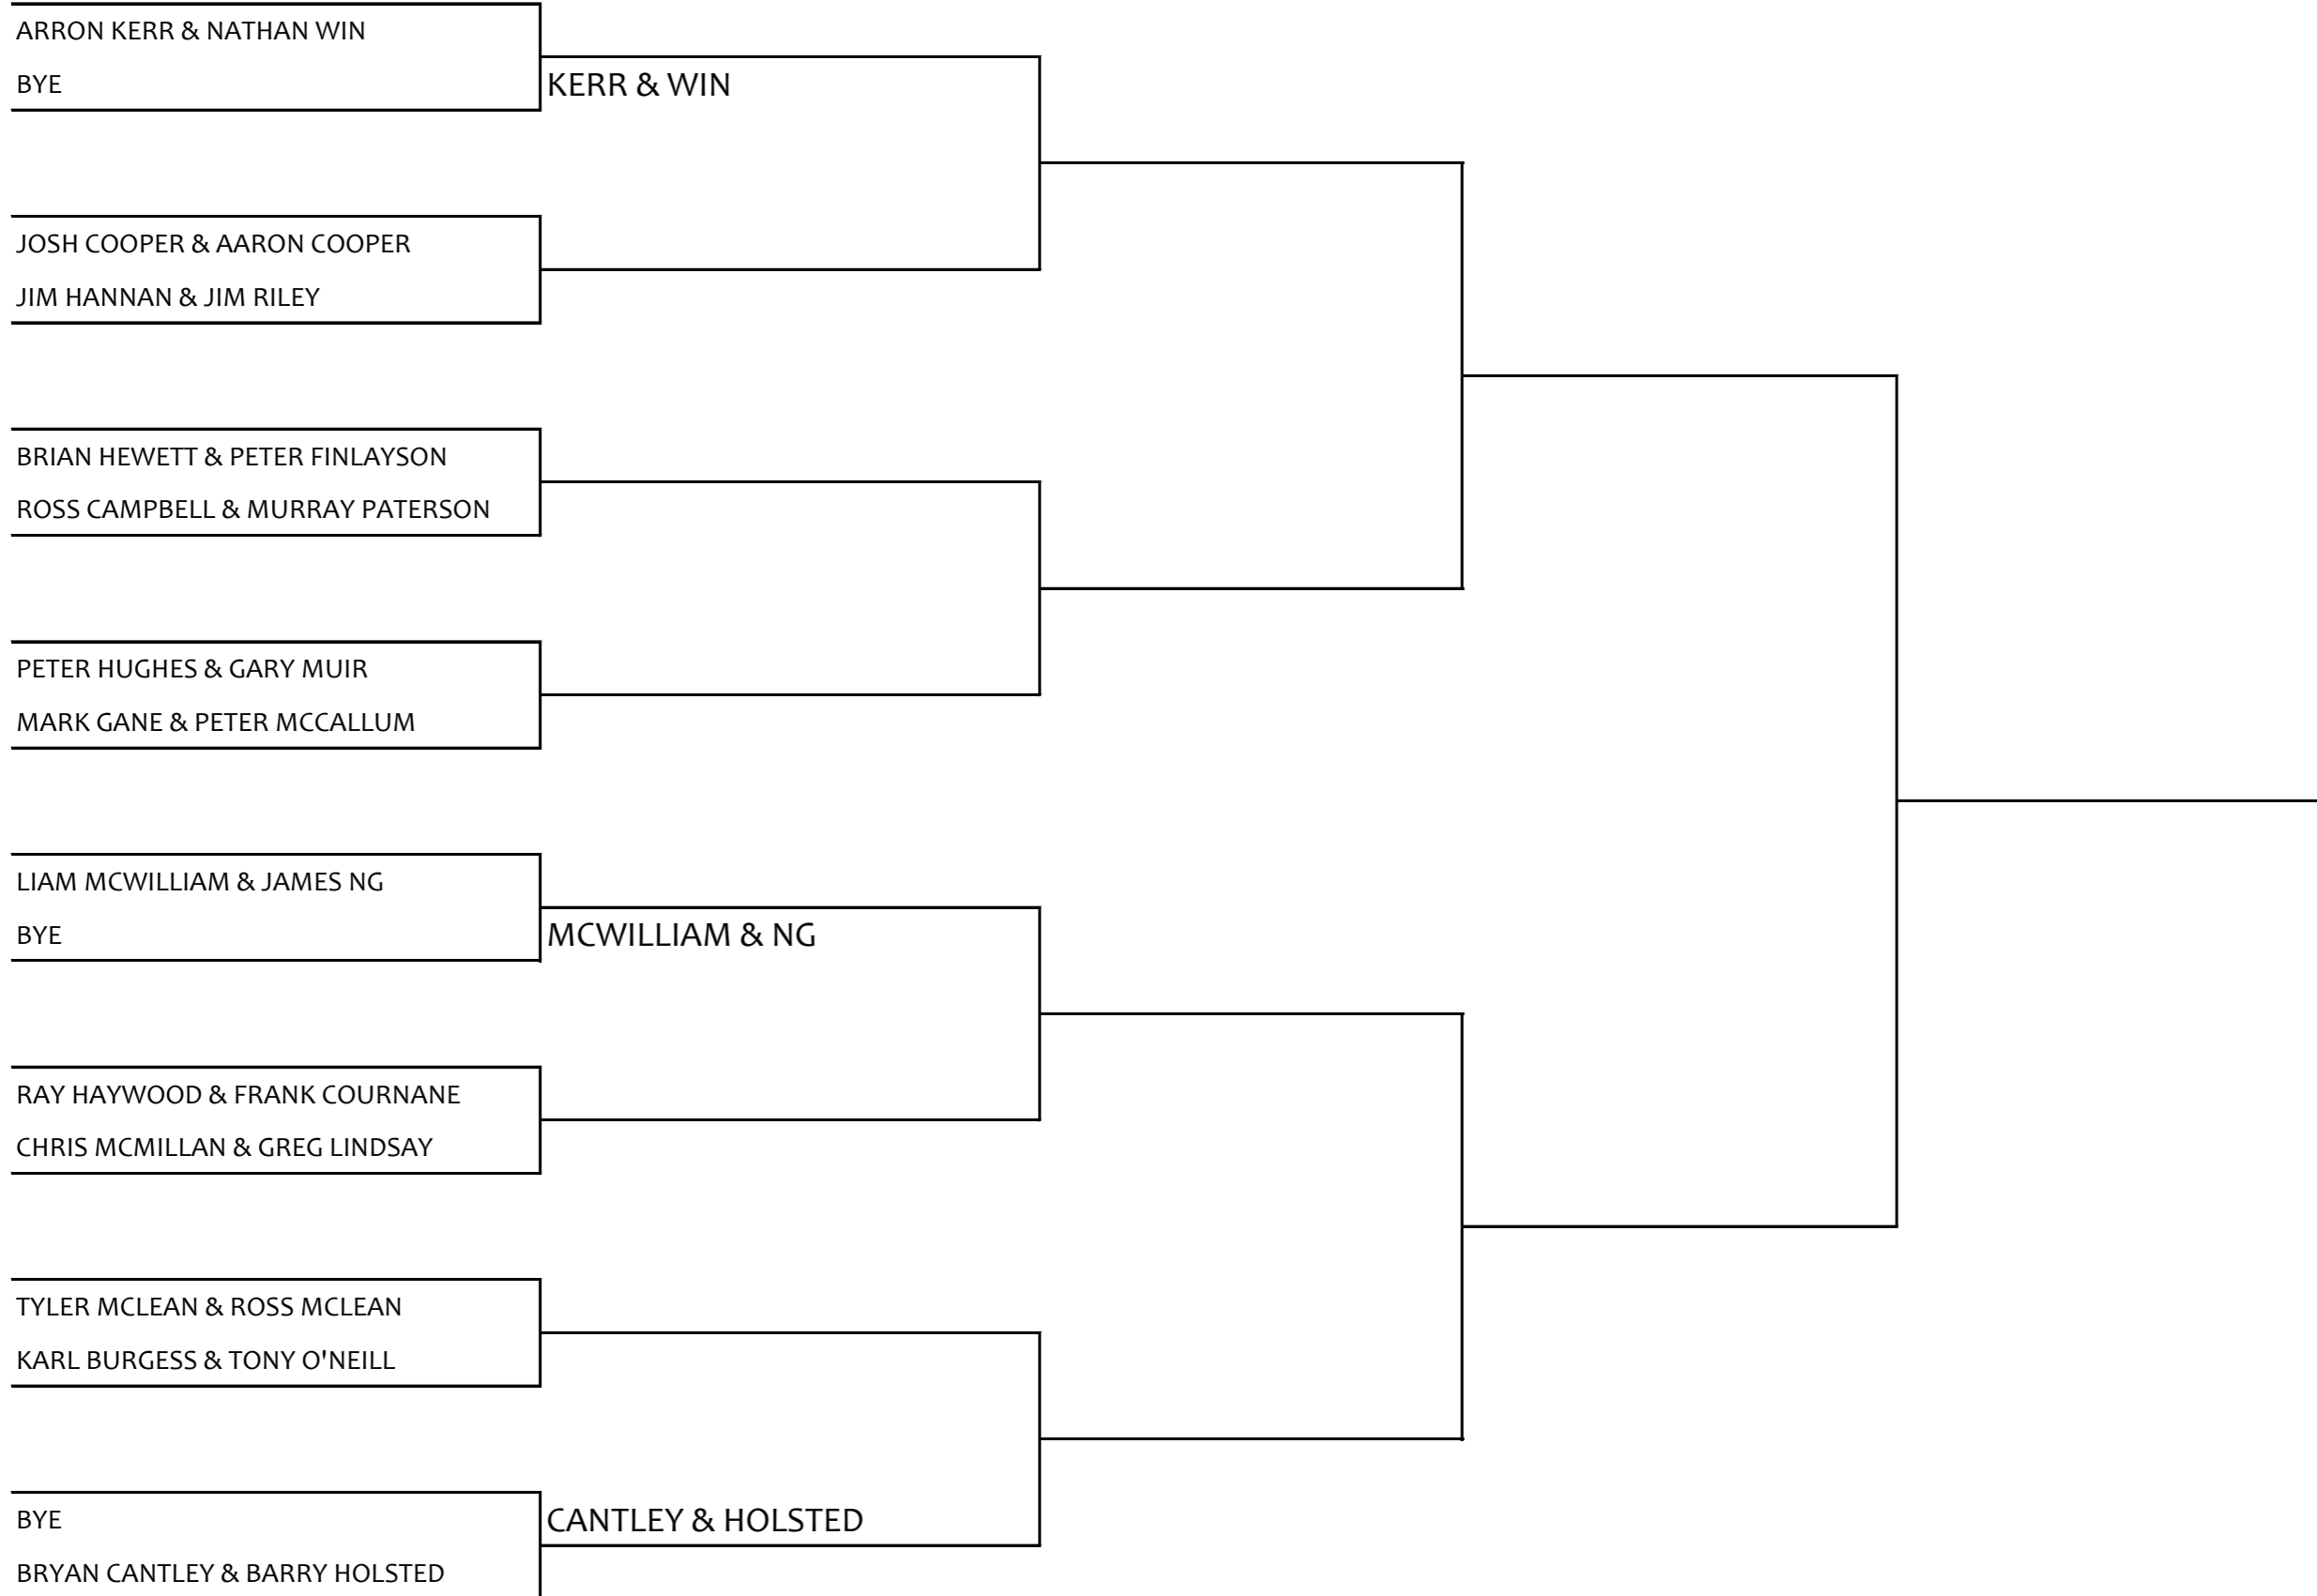 ARRON KERR & NATHAN WIN
BYE
KERR & WIN
JOSH COOPER & AARON COOPER
JIM HANNAN & JIM RILEY
BRIAN HEWETT & PETER FINLAYSON
ROSS CAMPBELL & MURRAY PATERSON
PETER HUGHES & GARY MUIR
MARK GANE & PETER MCCALLUM
LIAM MCWILLIAM & JAMES NG
BYE
MCWILLIAM & NG
RAY HAYWOOD & FRANK COURNANE
CHRIS MCMILLAN & GREG LINDSAY
TYLER MCLEAN & ROSS MCLEAN
KARL BURGESS & TONY O'NEILL
BYE
CANTLEY & HOLSTED
BRYAN CANTLEY & BARRY HOLSTED